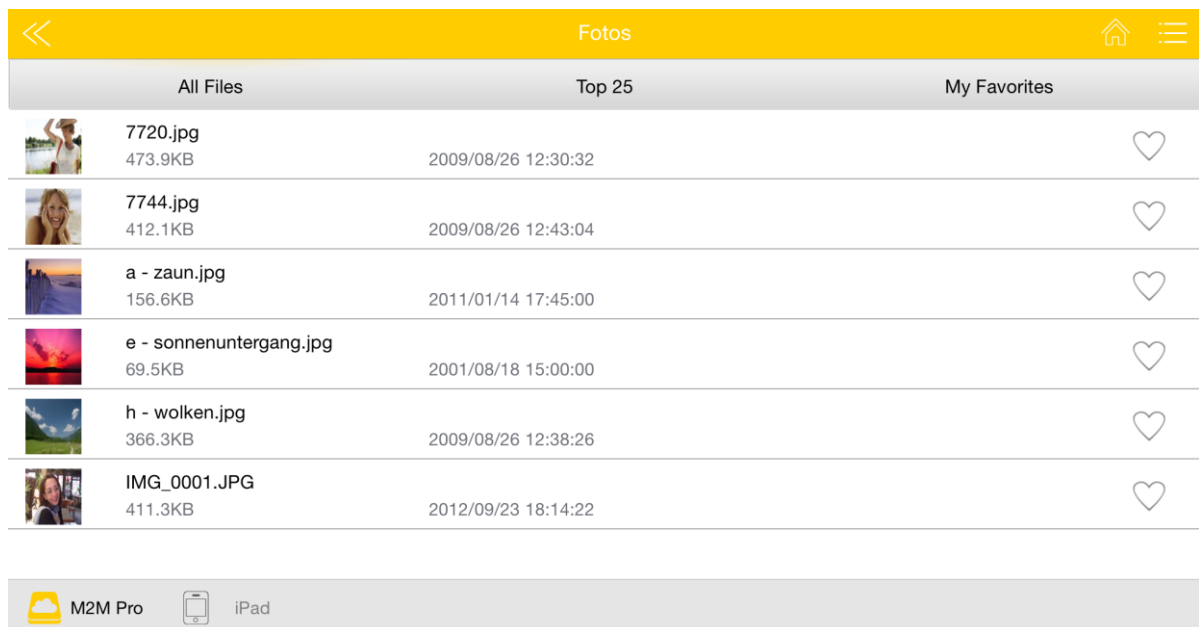 Fotos
All Files Top 25 My Favorites
7720.jpg
473.9KB 2009/08/26 12:30:32
7744.jpg
412.1KB 2009/08/26 12:43:04
a - zaun.jpg
156.6KB 2011/01/14 17:45:00
e - sonnenuntergang.jpg
69.5KB 2001/08/18 15:00:00
h - wolken.jpg
366.3KB 2009/08/26 12:38:26
IMG_0001.JPG
411.3KB 2012/09/23 18:14:22
M2M Pro iPad